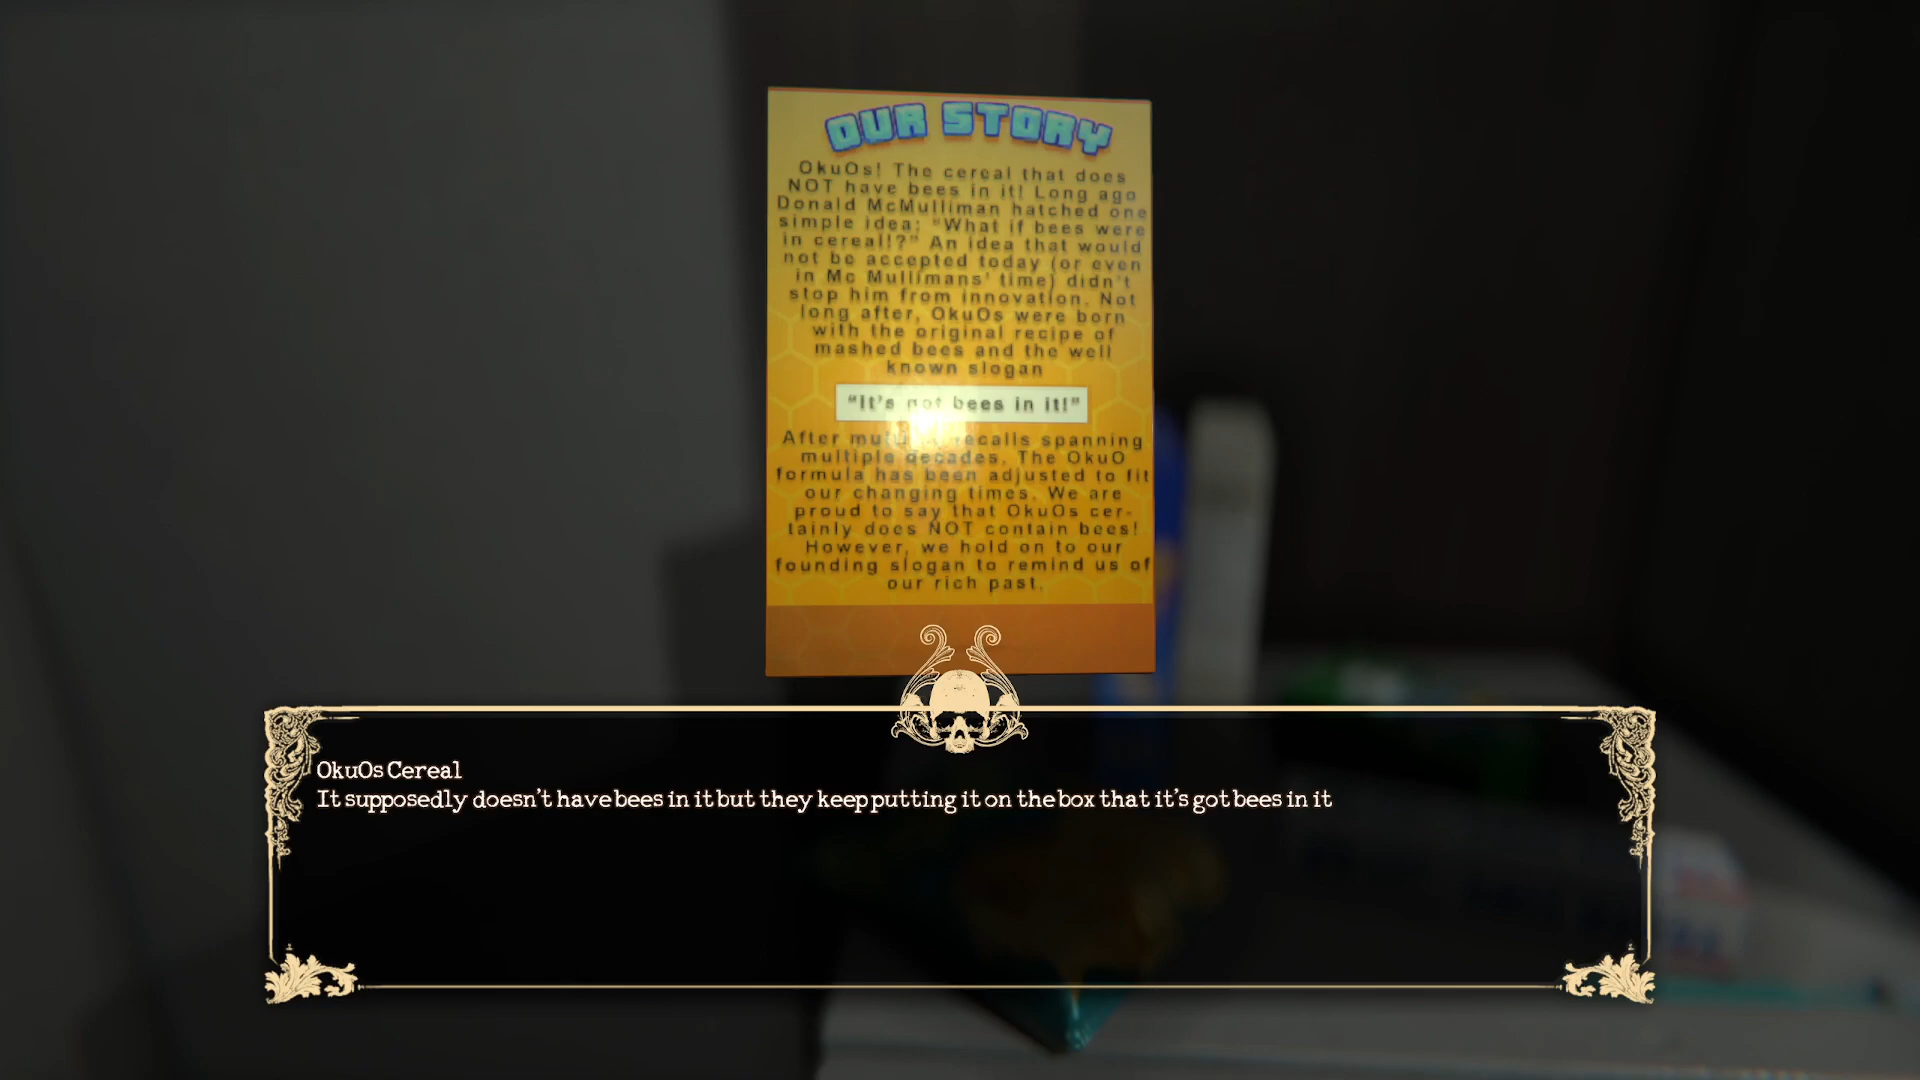 OUR STORY
OkuOs! The cereal that does
NOT have bees in it! Long ago
Donald McMulliman hatched one
simple idea: "What if bees were
in cereal!?" An idea that would
not be accepted today (or even
in Mc Mullimans' time) didn't
stop him from innovation. Not
long after, OkuOs were born
with the original recipe of
mashed bees and the well
known slogan
"It's got bees in it!"
After recalls spanning
multiple decades, The OkuO
formula has been adjusted to fit
our changing times. We are
proud to say that OkuOs cer-
tainly does NOT contain bees!
However, we hold on to our
founding slogan to remind us of
our rich past.
OkuOs Cereal
It supposedly doesn't have bees in it but they keep putting it on the box that it's got bees in it